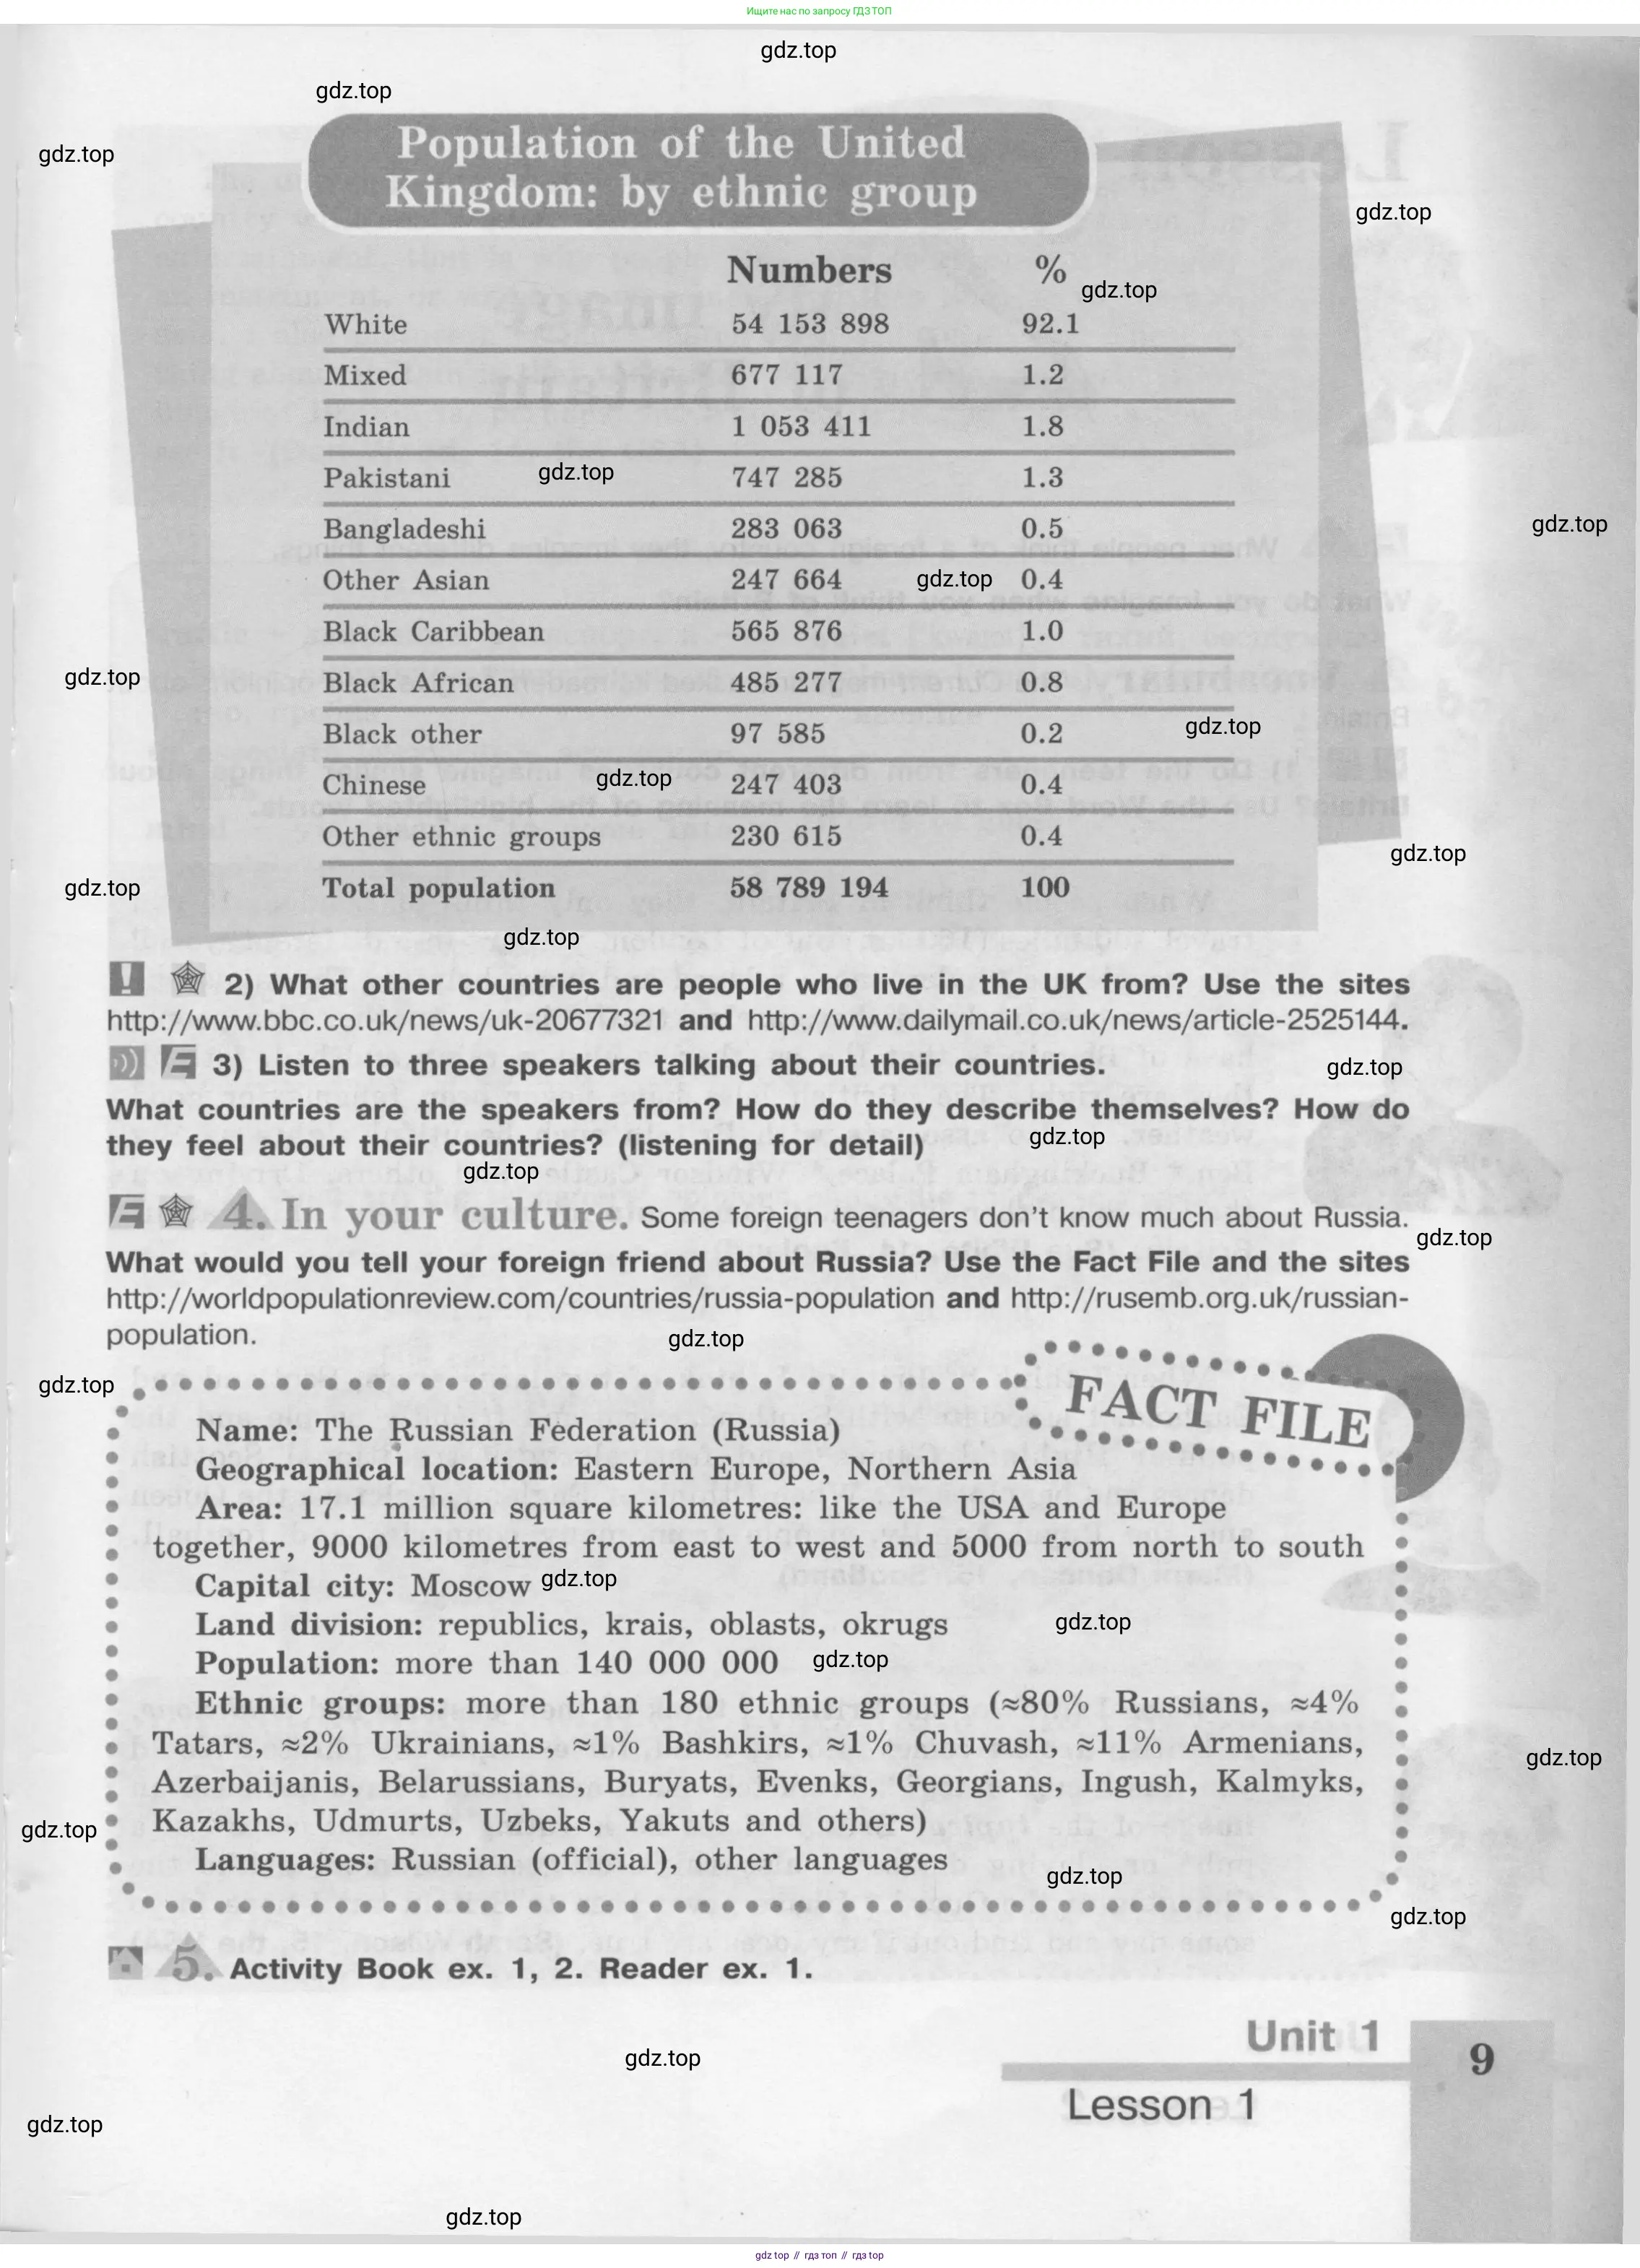 Ищите нас по запросу ГДЗ ТОП
gdz.top
gdz.top
gdz.top
Population of the United
Kingdom: by ethnic group
gdz.top
Numbers %
gdz.top
White 54 153 898 92.1
Mixed 677 117 1.2
Indian 1 053 411 1.8
Pakistani gdz.top 747 285 1.3
Bangladeshi 283 063 0.5
gdz.top
Other Asian 247 664 gdz.top 0.4
Black Caribbean 565 876 1.0
gdz.top
Black African 485 277 0.8
Black other 97 585 0.2
gdz.top
Chinese gdz.top 247 403 0.4
Other ethnic groups 230 615 0.4
gdz.top
Total population 58 789 194 100
gdz.top
gdz.top
2) What other countries are people who live in the UK from? Use the sites
http://www.bbc.co.uk/news/uk-20677321 and http://www.dailymail.co.uk/news/article-2525144.
3) Listen to three speakers talking about their countries.
gdz.top
What countries are the speakers from? How do they describe themselves? How do
they feel about their countries? (listening for detail)
gdz.top
gdz.top
4. In your culture. Some foreign teenagers don't know much about Russia.
gdz.top
What would you tell your foreign friend about Russia? Use the Fact File and the sites
http://worldpopulationreview.com/countries/russia-population and http://rusemb.org.uk/russian-
population.
gdz.top
gdz.top
FACT FILE
Name: The Russian Federation (Russia)
Geographical location: Eastern Europe, Northern Asia
Area: 17.1 million square kilometres: like the USA and Europe
together, 9000 kilometres from east to west and 5000 from north to south
Capital city: Moscow gdz.top
Land division: republics, krais, oblasts, okrugs
gdz.top
Population: more than 140 000 000
gdz.top
Ethnic groups: more than 180 ethnic groups (≈80% Russians, ≈4%
Tatars, ≈2% Ukrainians, ≈1% Bashkirs, ≈1% Chuvash, ≈11% Armenians,
gdz.top
Azerbaijanis, Belarussians, Buryats, Evenks, Georgians, Ingush, Kalmyks,
Kazakhs, Udmurts, Uzbeks, Yakuts and others)
gdz.top
Languages: Russian (official), other languages
gdz.top
gdz.top
5. Activity Book ex. 1, 2. Reader ex. 1.
Unit 1
9
gdz.top
Lesson 1
gdz.top
gdz.top
gdz top // гдз топ // гдз top